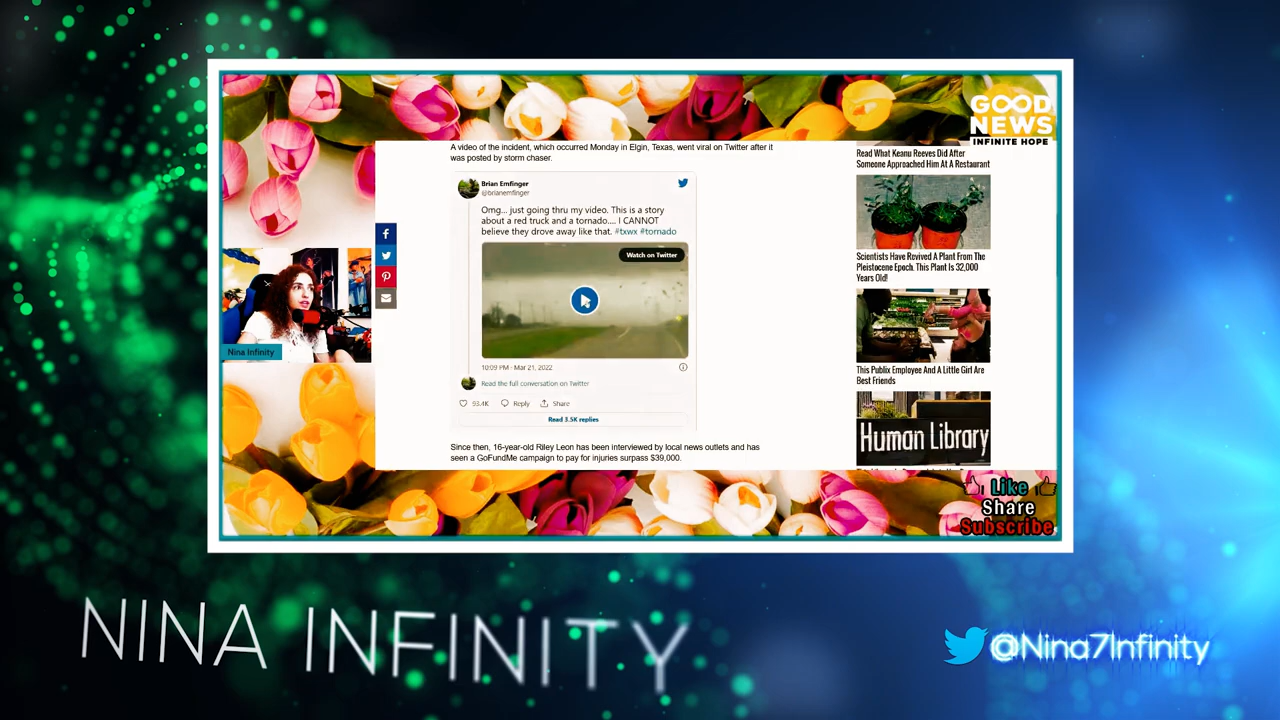 GOOD
NEWS
INFINITE HOPE
A video of the incident, which occurred Monday in Elgin, Texas, went viral on Twitter after it
was posted by storm chaser.
Brian Emfinger
@brianemfinger
Omg... just going thru my video. This is a story
about a red truck and a tornado.... I CANNOT
believe they drove away like that. #txwx #tornado
Watch on Twitter
10:09 PM · Mar 21, 2022
Read the full conversation on Twitter
93.4K Reply Share
Read 3.5K replies
Since then, 16-year-old Riley Leon has been interviewed by local news outlets and has
seen a GoFundMe campaign to pay for injuries surpass $39,000.
Read What Keanu Reeves Did After
Someone Approached Him At A Restaurant
Scientists Have Revived A Plant From The
Pleistocene Epoch. This Plant Is 32,000
Years Old!
This Publix Employee And A Little Girl Are
Best Friends
Human Library
Nina Infinity
Like
Share
Subscribe
NINA INFINITY
@Nina7Infinity